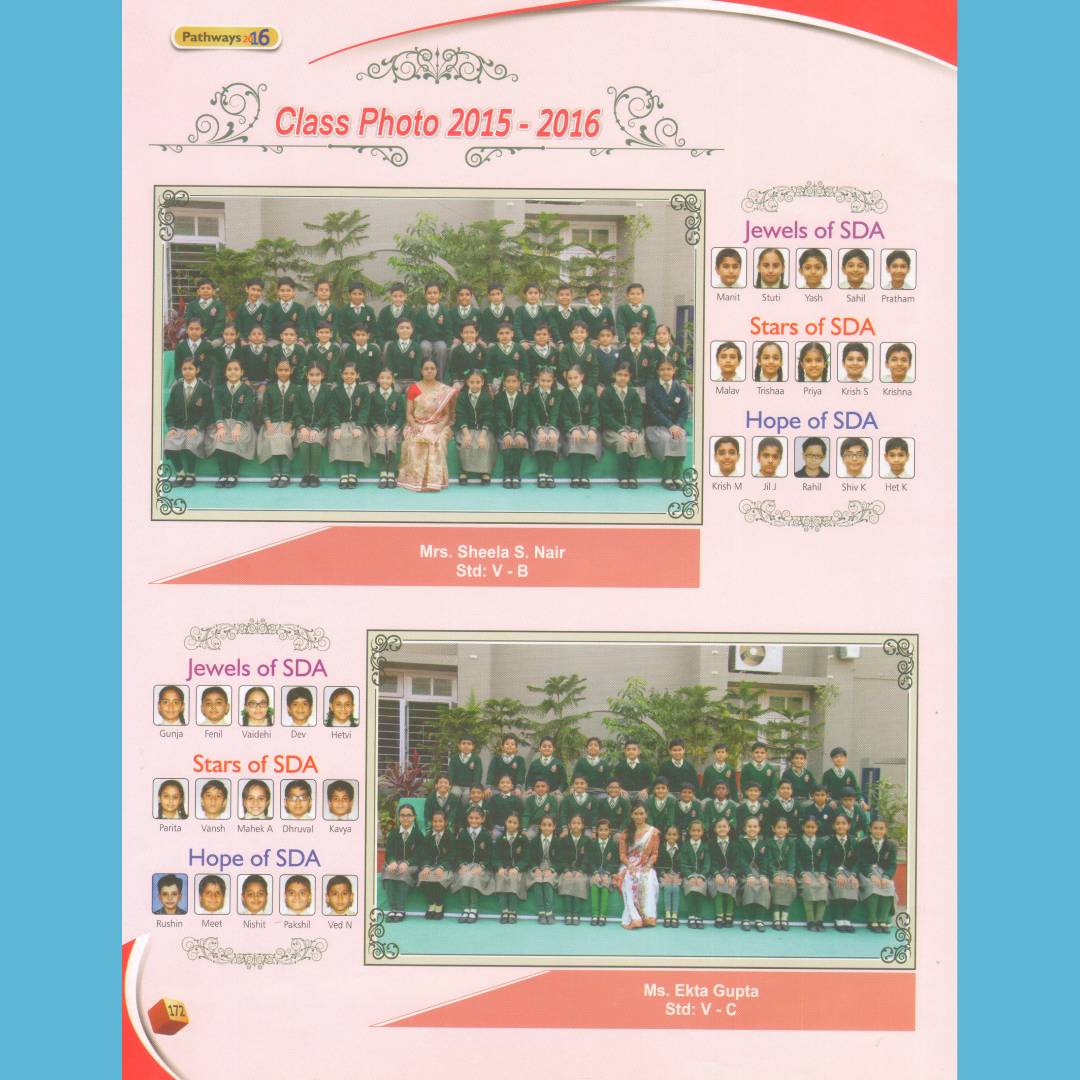 Pathways 2016
Class Photo 2015 - 2016
Jewels of SDA
Manit Stuti Yash Sahil Pratham
Stars of SDA
Malav Trishaa Priya Krish S Krishna
Hope of SDA
Krish M Jil J Rahil Shiv K Het K
Mrs. Sheela S. Nair
Std: V - B
Jewels of SDA
Gunja Fenil Vaidehi Dev Hetvi
Stars of SDA
Parita Vansh Mahek A Dhruval Kavya
Hope of SDA
Rushin Meet Nishit Pakshil Ved N
Ms. Ekta Gupta
Std: V - C
172